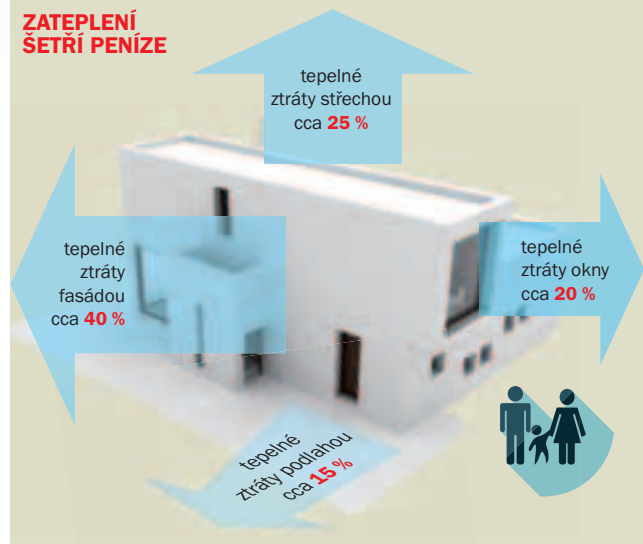 ZATEPLENÍ
ŠETŘÍ PENÍZE
tepelné
ztráty střechou
cca 25 %
tepelné
ztráty
fasádou
cca 40 %
tepelné
ztráty okny
cca 20 %
tepelné
ztráty podlahou
cca 15 %